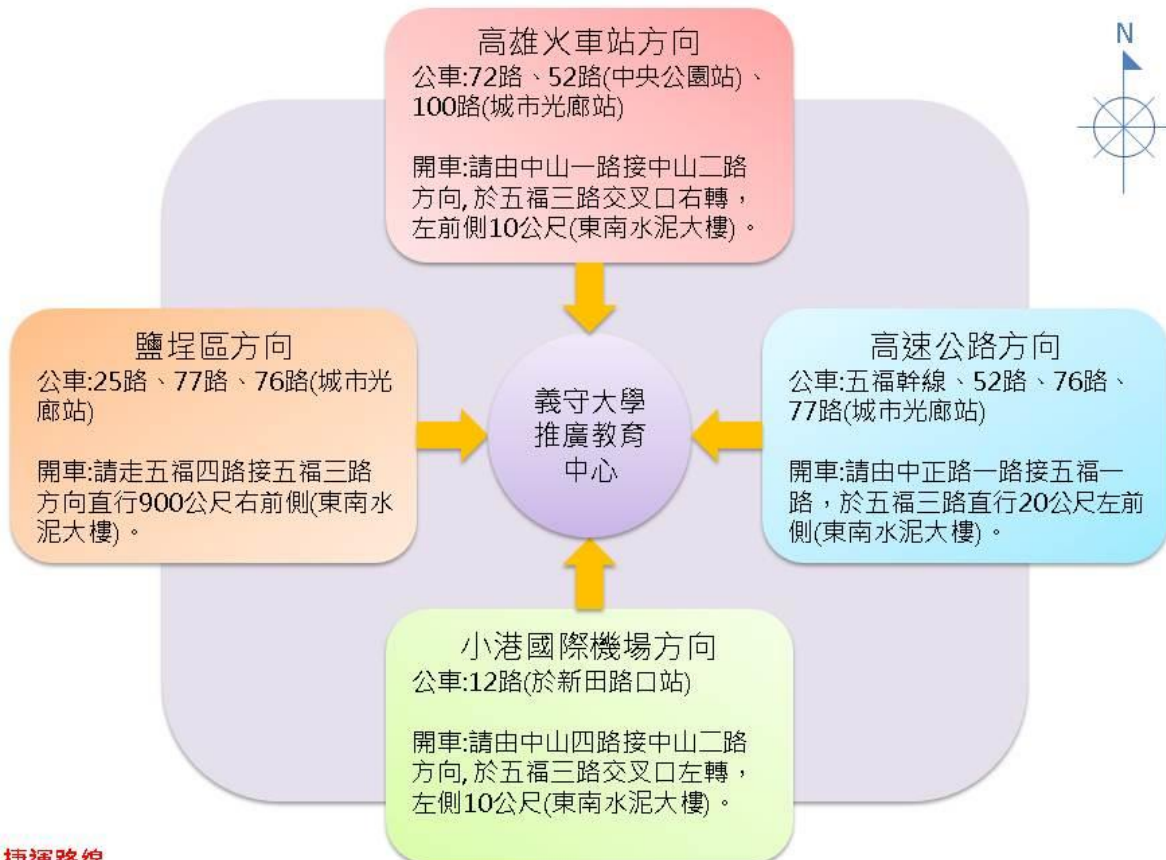 高雄火車站方向
公車:72路、52路(中央公園站)、
100路(城市光廊站)
開車:請由中山一路接中山二路
方向,於五福三路交叉口右轉,
左前側10公尺(東南水泥大樓)。
N
鹽埕區方向
公車:25路、77路、76路(城市光
廊站)
開車:請走五福四路接五福三路
方向直行900公尺右前側(東南水
泥大樓)。
義守大學
推廣教育
中心
高速公路方向
公車:五福幹線、52路、76路、
77路(城市光廊站)
開車:請由中正路一路接五福一
路,於五福三路直行20公尺左前
側(東南水泥大樓)。
小港國際機場方向
公車:12路(於新田路口站)
開車:請由中山四路接中山二路
方向,於五福三路交叉口左轉,
左側10公尺(東南水泥大樓)。
捷運路線